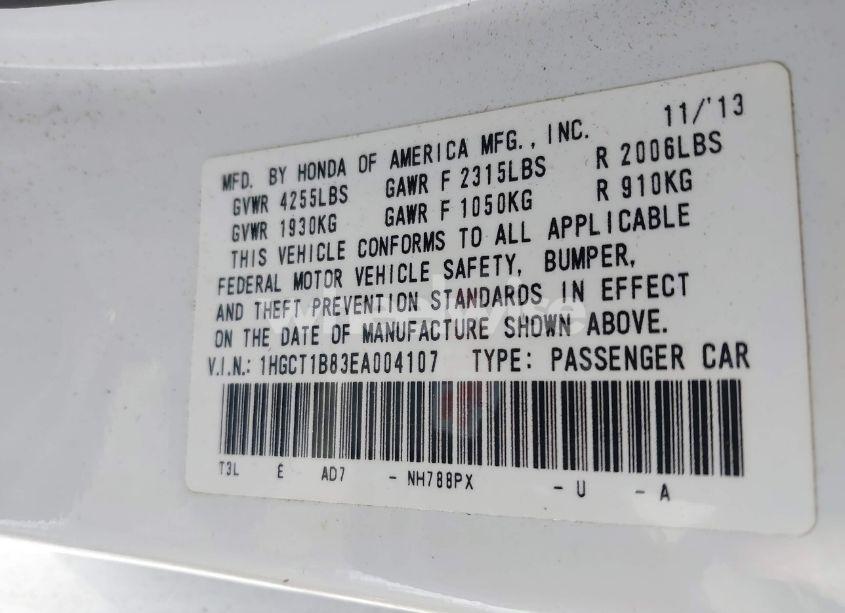 11/'13
MFD. BY HONDA OF AMERICA MFG., INC.
GVWR 4255LBS GAWR F 2315LBS R 2006LBS
GVWR 1930KG GAWR F 1050KG R 910KG
THIS VEHICLE CONFORMS TO ALL APPLICABLE
FEDERAL MOTOR VEHICLE SAFETY, BUMPER,
AND THEFT PREVENTION STANDARDS IN EFFECT
ON THE DATE OF MANUFACTURE SHOWN ABOVE.
V.I.N.: 1HGCT1B83EA004107 TYPE: PASSENGER CAR
T3L E AD7 - NH788PX - U - A
wheelwise